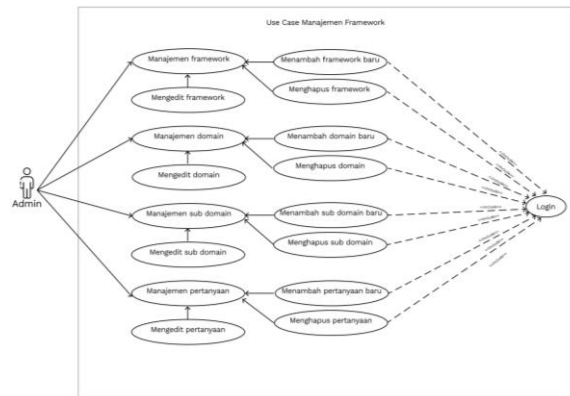 Use Case Manajemen Framework
Manajemen framework
Menambah framework baru
Mengedit framework
Menghapus framework
Manajemen domain
Menambah domain baru
Mengedit domain
Menghapus domain
Admin
Manajemen sub domain
Menambah sub domain baru
Login
Mengedit sub domain
Menghapus sub domain
Manajemen pertanyaan
Menambah pertanyaan baru
Mengedit pertanyaan
Menghapus pertanyaan